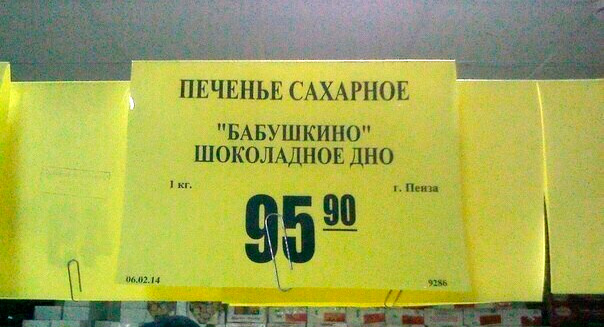 ПЕЧЕНЬЕ САХАРНОЕ
"БАБУШКИНО"
ШОКОЛАДНОЕ ДНО
1 кг.
г. Пенза
95 90
06.02.14
9286